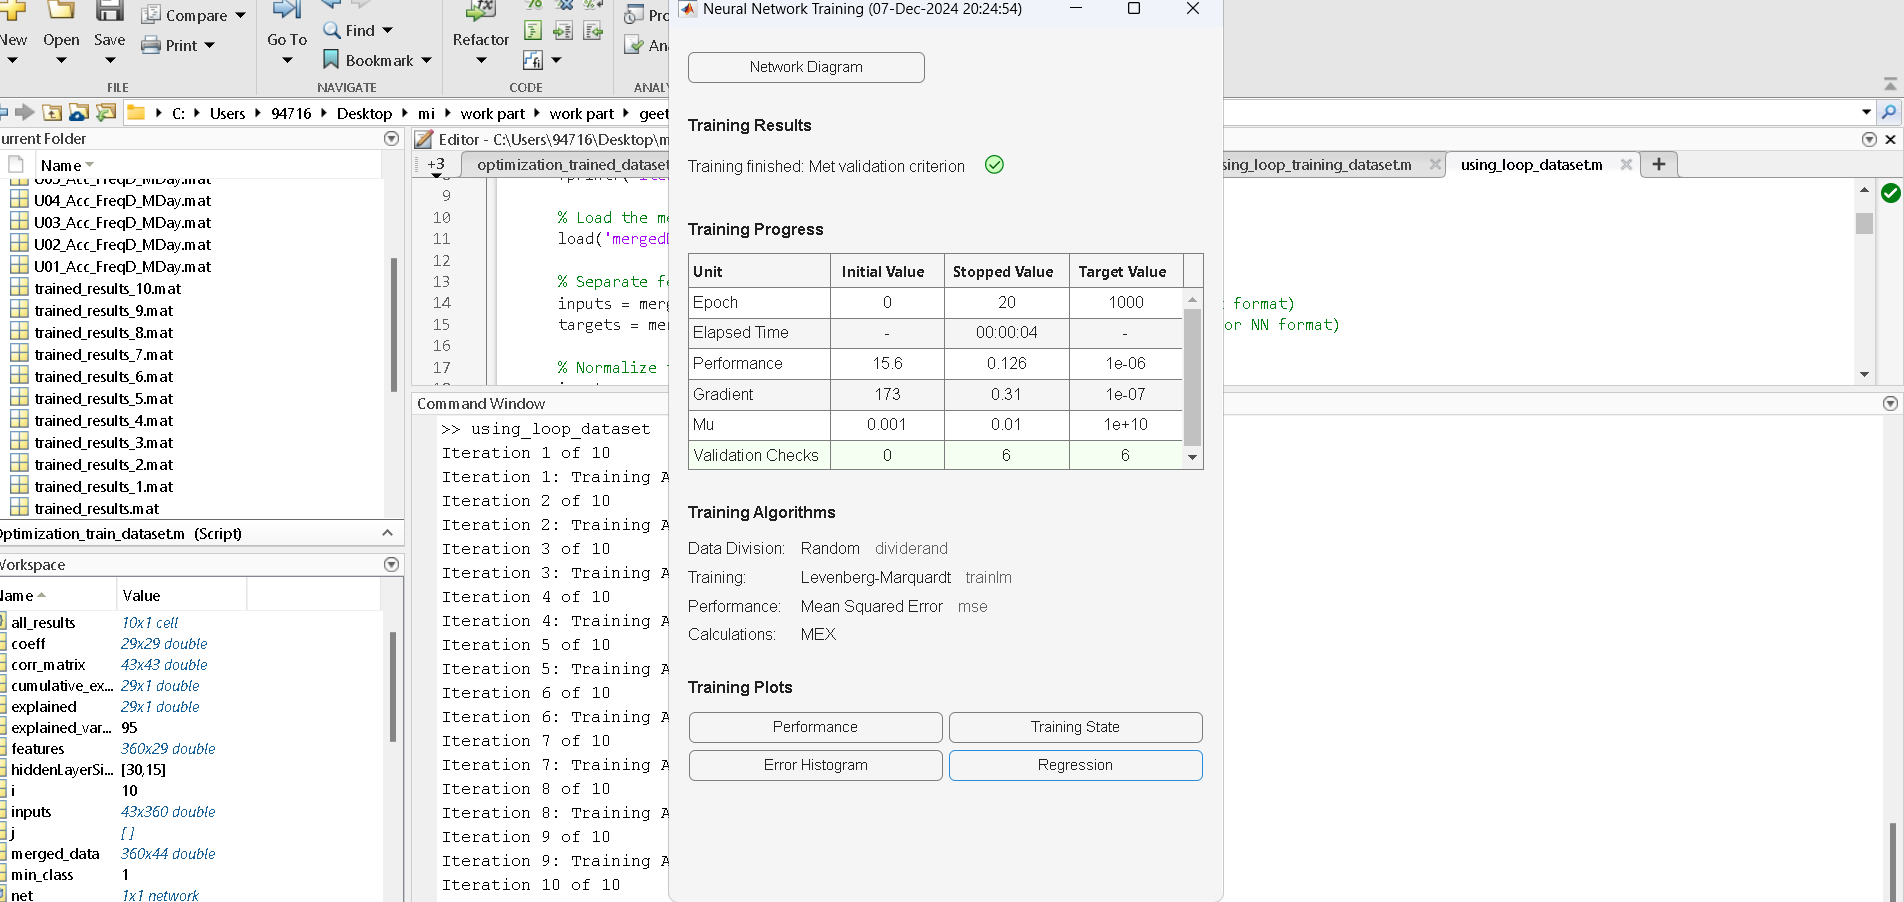 Neural Network Training (07-Dec-2024 20:24:54)
New Open Save
Compare
Print
FILE
Go To
Find
Bookmark
NAVIGATE
Refactor
CODE
C: Users 94716 Desktop mi work part work part
Current Folder
Name
U04_Acc_FreqD_MDay.mat
U03_Acc_FreqD_MDay.mat
U02_Acc_FreqD_MDay.mat
U01_Acc_FreqD_MDay.mat
trained_results_10.mat
trained_results_9.mat
trained_results_8.mat
trained_results_7.mat
trained_results_6.mat
trained_results_5.mat
trained_results_4.mat
trained_results_3.mat
trained_results_2.mat
trained_results_1.mat
trained_results.mat
Optimization_train_dataset.m (Script)
Workspace
Name Value
all_results 10x1 cell
coeff 29x29 double
corr_matrix 43x43 double
cumulative_ex... 29x1 double
explained 29x1 double
explained_var... 95
features 360x29 double
hiddenLayerSi... [30,15]
i 10
inputs 43x360 double
j []
merged_data 360x44 double
min_class 1
net 1x1 network
Editor - C:\Users\94716\Desktop\m
+3 optimization_trained_dataset
using_loop_training_dataset.m using_loop_dataset.m +
9
10 % Load the me
11 load('merged
12
13 % Separate fe
14 inputs = mer format)
15 targets = me or NN format)
16
17 % Normalize
Command Window
>> using_loop_dataset
Iteration 1 of 10
Iteration 1: Training A
Iteration 2 of 10
Iteration 2: Training A
Iteration 3 of 10
Iteration 3: Training A
Iteration 4 of 10
Iteration 4: Training A
Iteration 5 of 10
Iteration 5: Training A
Iteration 6 of 10
Iteration 6: Training A
Iteration 7 of 10
Iteration 7: Training A
Iteration 8 of 10
Iteration 8: Training A
Iteration 9 of 10
Iteration 9: Training A
Iteration 10 of 10
Network Diagram
Training Results
Training finished: Met validation criterion
Training Progress
Unit Initial Value Stopped Value Target Value
Epoch 0 20 1000
Elapsed Time - 00:00:04 -
Performance 15.6 0.126 1e-06
Gradient 173 0.31 1e-07
Mu 0.001 0.01 1e+10
Validation Checks 0 6 6
Training Algorithms
Data Division: Random dividerand
Training: Levenberg-Marquardt trainlm
Performance: Mean Squared Error mse
Calculations: MEX
Training Plots
Performance Training State
Error Histogram Regression